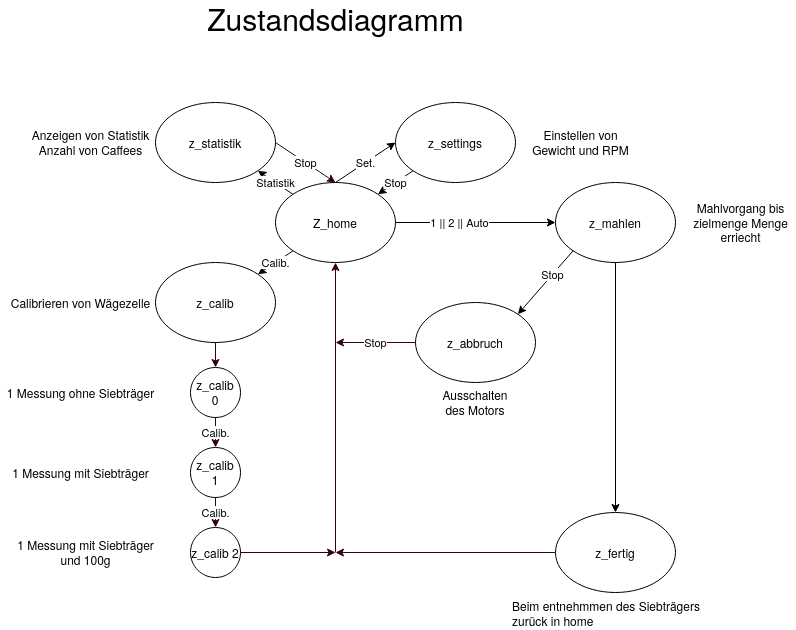 Zustandsdiagramm
Anzeigen von Statistik
Anzahl von Caffees
z_statistik
Stop
Set.
z_settings
Einstellen von
Gewicht und RPM
Statistik
Stop
Z_home
1 || 2 || Auto
z_mahlen
Mahlvorgang bis
zielmenge Menge
erriecht
Calib.
Stop
Calibrieren von Wägezelle
z_calib
Stop
z_abbruch
Ausschalten
des Motors
1 Messung ohne Siebträger
z_calib
0
Calib.
1 Messung mit Siebträger
z_calib
1
Calib.
1 Messung mit Siebträger
und 100g
z_calib 2
z_fertig
Beim entnehmmen des Siebträgers
zurück in home